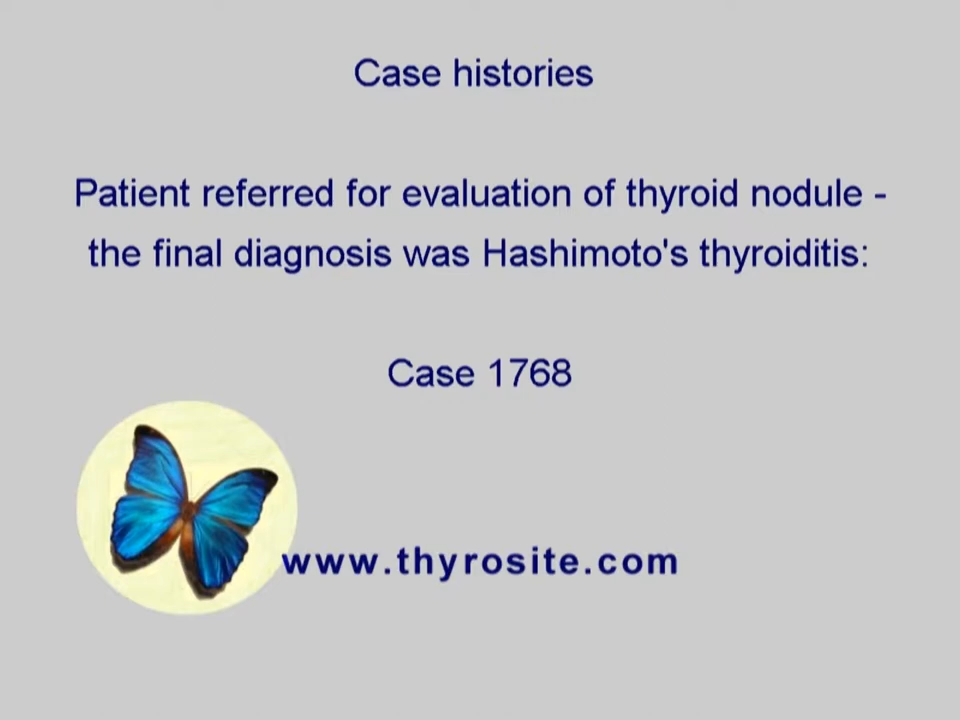 Case histories
Patient referred for evaluation of thyroid nodule -
the final diagnosis was Hashimoto's thyroiditis:
Case 1768
www.thyrosite.com